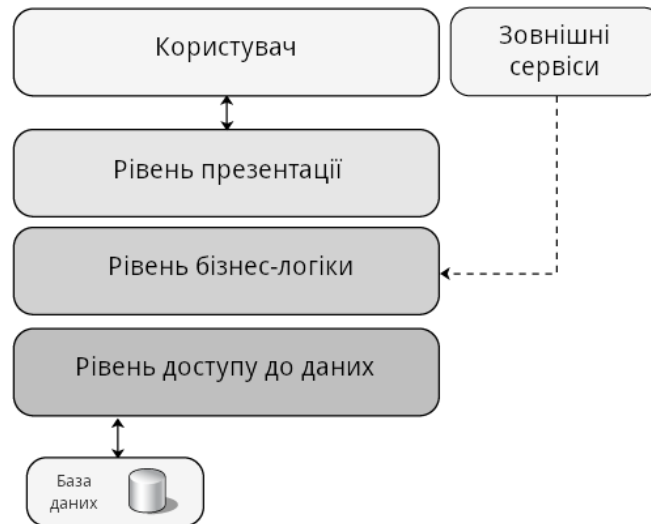 Користувач
Зовнішні
сервіси
Рівень презентації
Рівень бізнес-логіки
Рівень доступу до даних
База
даних